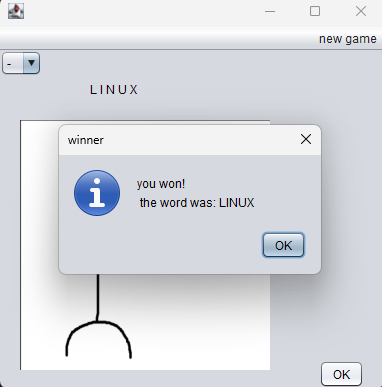 new game
-
L I N U X
winner
you won!
the word was: LINUX
OK
OK